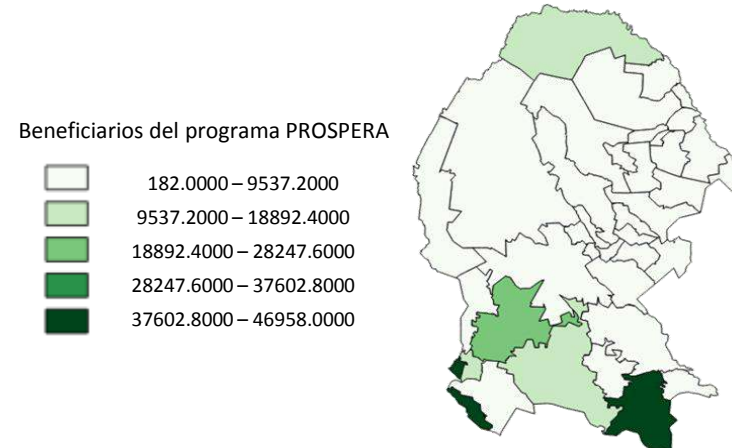 Beneficiarios del programa PROSPERA
182.0000 – 9537.2000
9537.2000 – 18892.4000
18892.4000 – 28247.6000
28247.6000 – 37602.8000
37602.8000 – 46958.0000